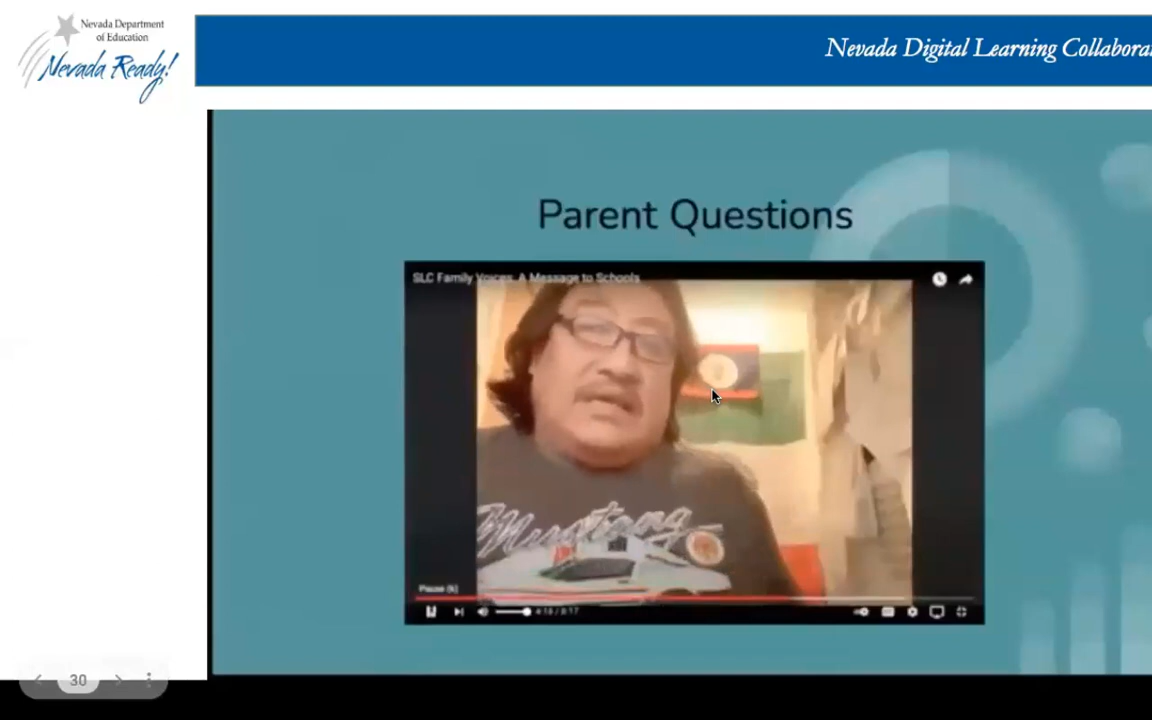 Nevada Department
of Education
Nevada Ready!
Nevada Digital Learning Collabora
Parent Questions
SLC Family Voices: A Message to Schools
Mustang
Pause (k)
30